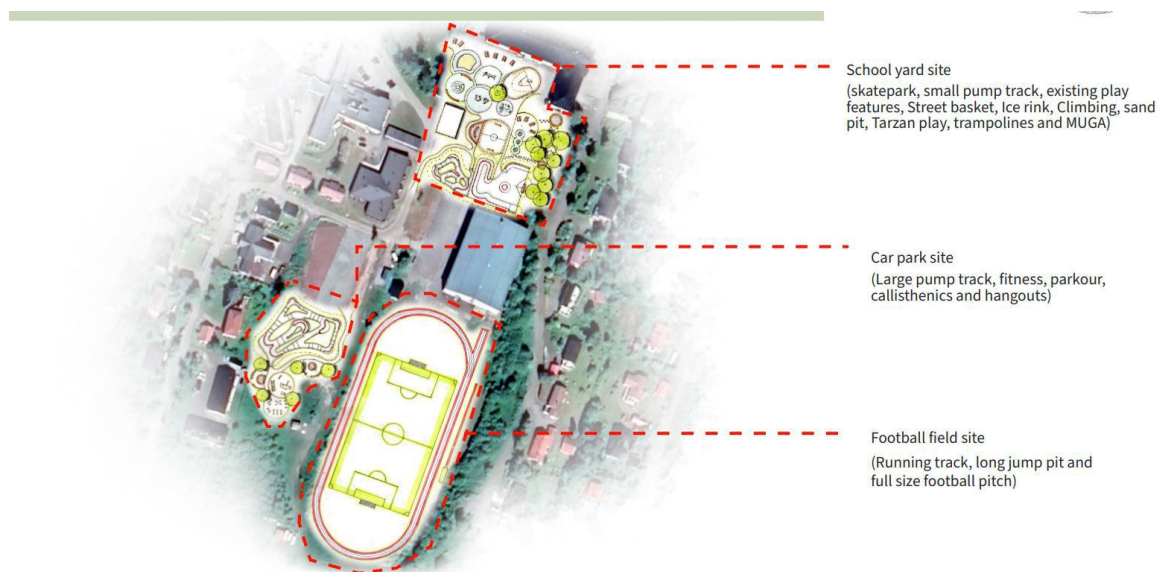 School yard site
(skatepark, small pump track, existing play
features, Street basket, Ice rink, Climbing, sand
pit, Tarzan play, trampolines and MUGA)
Car park site
(Large pump track, fitness, parkour,
callisthenics and hangouts)
Football field site
(Running track, long jump pit and
full size football pitch)